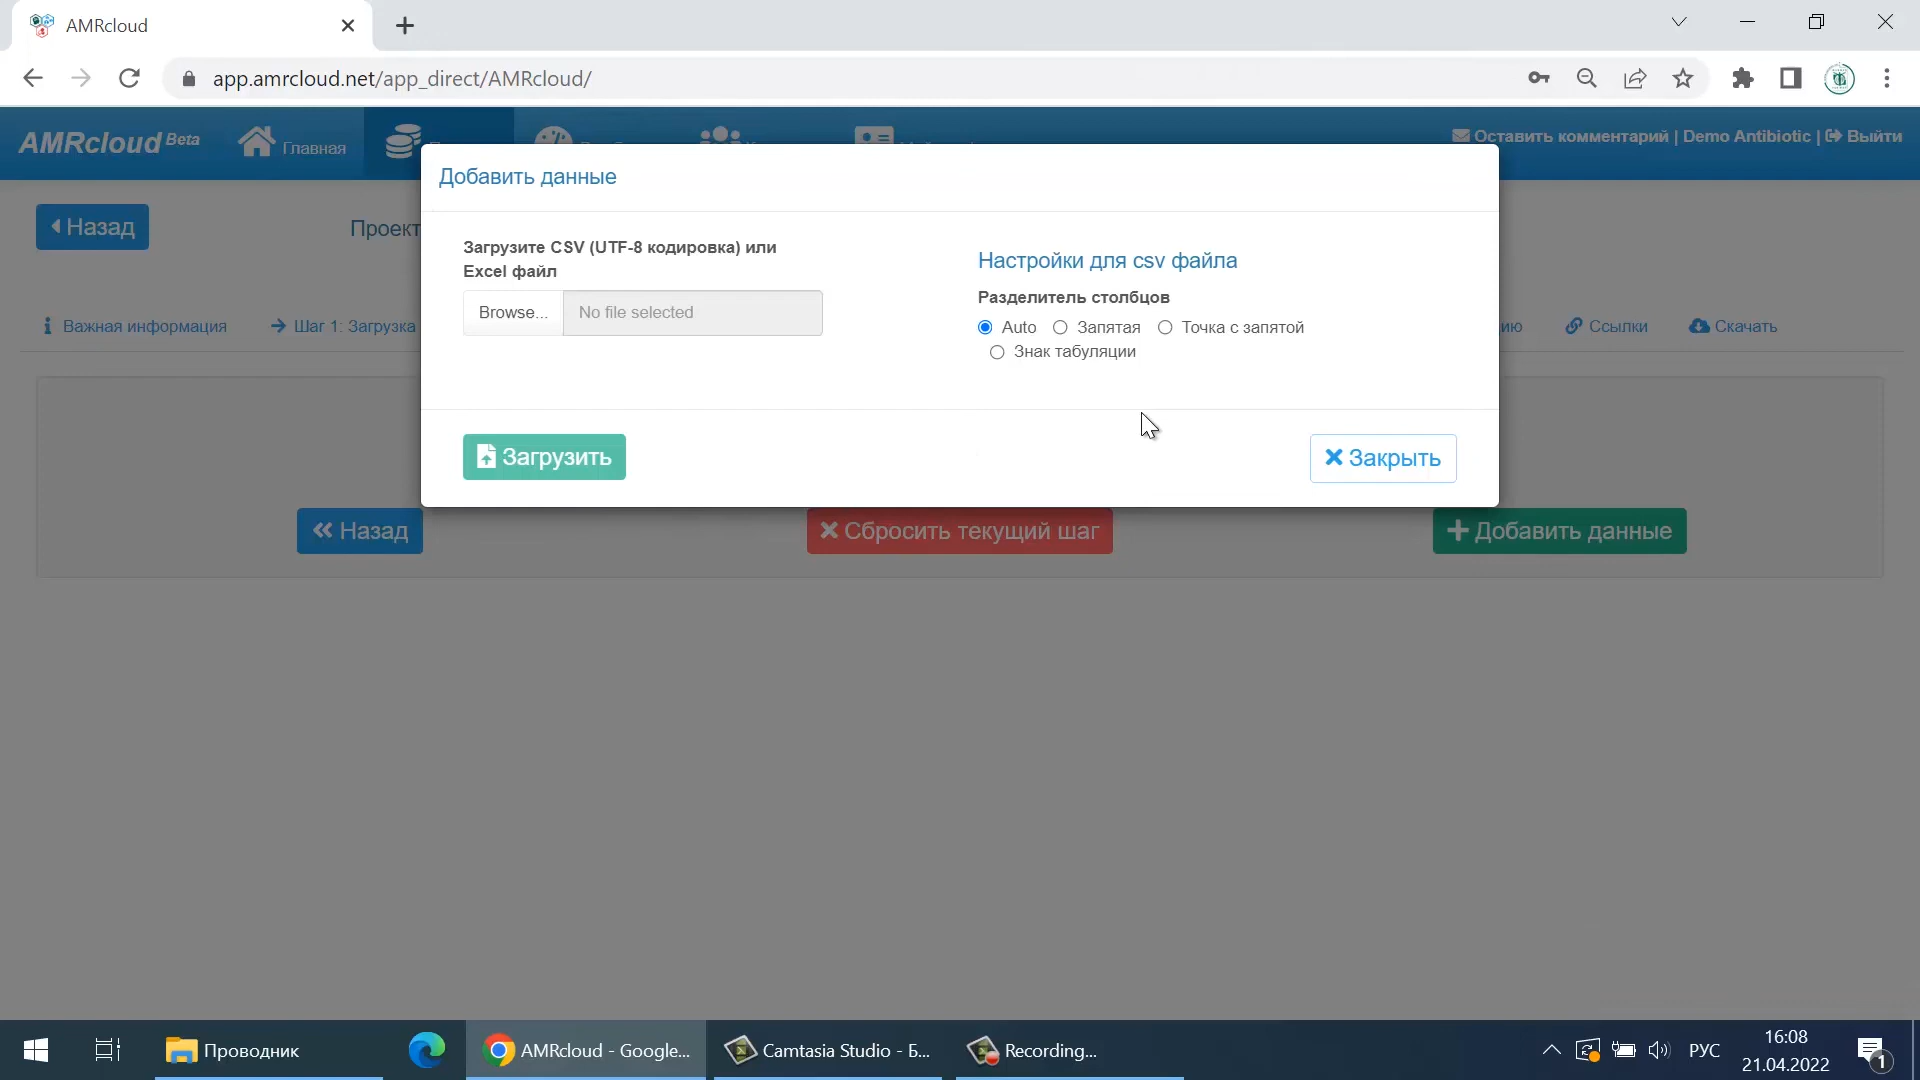 AMRcloud
app.amrcloud.net/app_direct/AMRcloud/
AMRcloud Beta
Главная
Оставить комментарий | Demo Antibiotic | Выйти
Добавить данные
Назад
Проект
Загрузите CSV (UTF-8 кодировка) или
Excel файл
Browse...
No file selected
Настройки для csv файла
Разделитель столбцов
Auto
Запятая
Точка с запятой
Знак табуляции
Важная информация
Шаг 1: Загрузка
Ссылки
Скачать
Загрузить
Закрыть
Назад
Сбросить текущий шаг
Добавить данные
Проводник
AMRcloud - Google...
Camtasia Studio - Б...
Recording...
РУС
16:08
21.04.2022
1